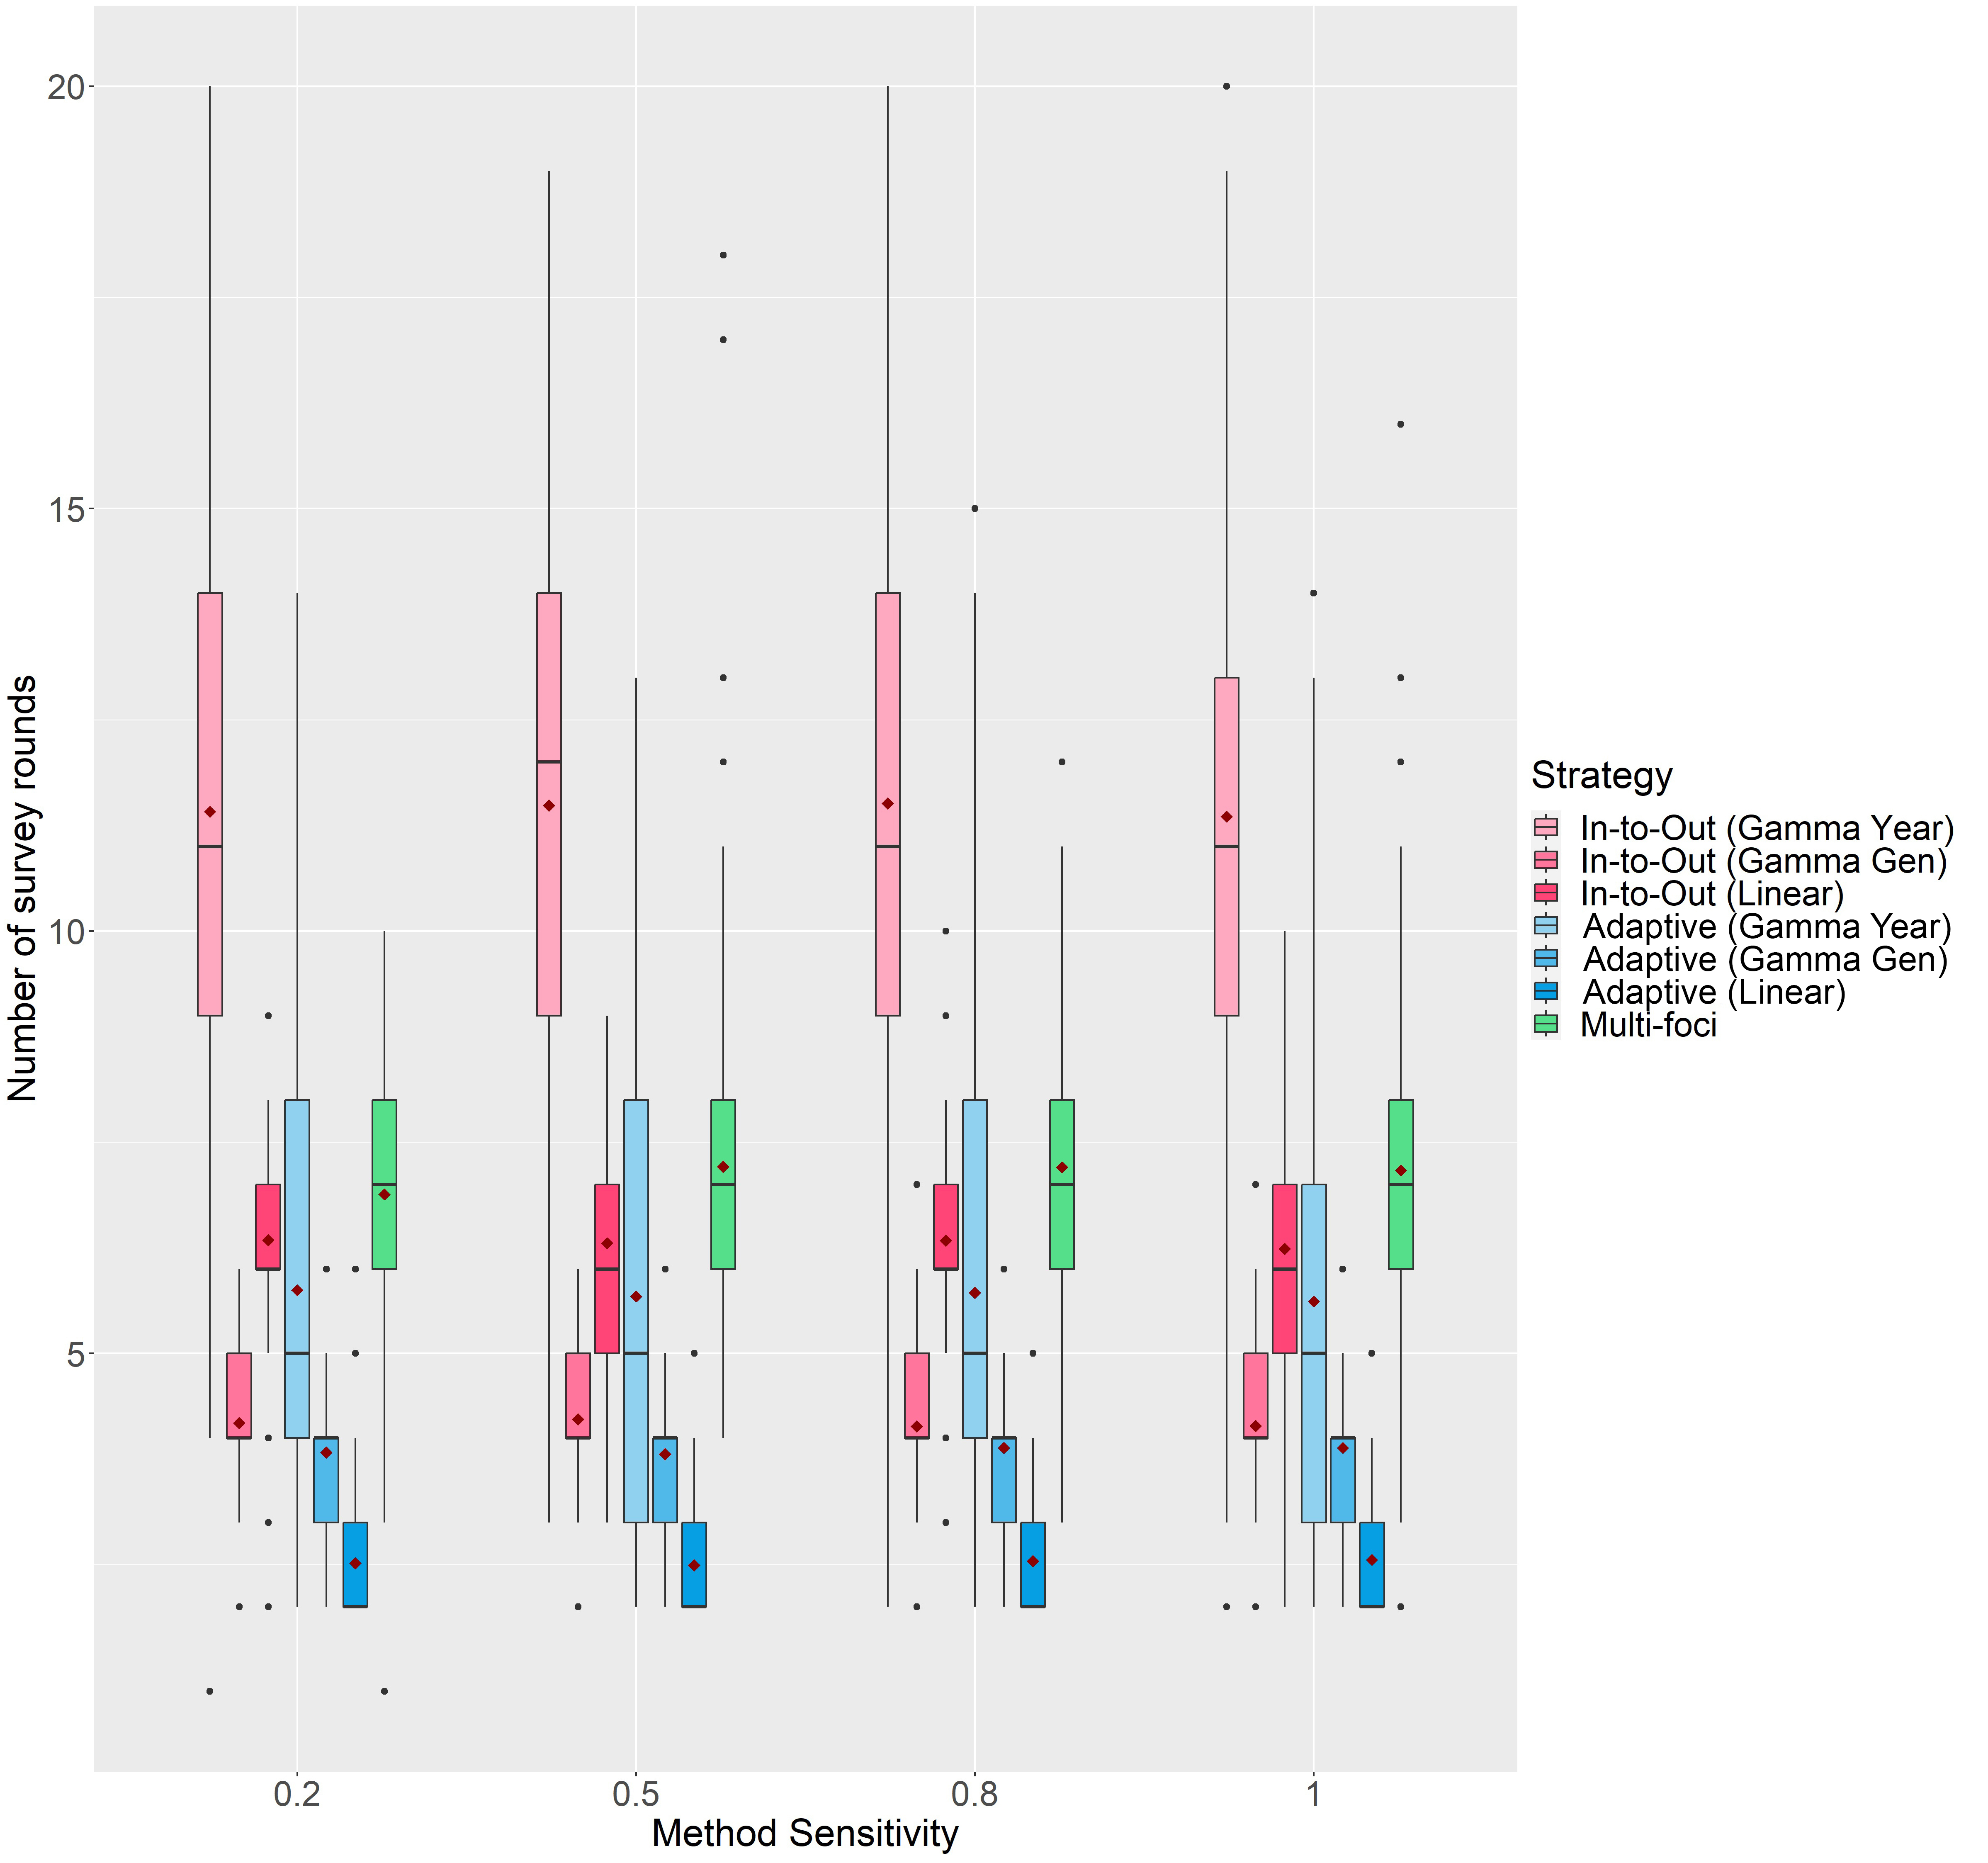 Number of survey rounds
20
15
10
5
0.2 0.5 0.8 1
Method Sensitivity
Strategy
In-to-Out (Gamma Year)
In-to-Out (Gamma Gen)
In-to-Out (Linear)
Adaptive (Gamma Year)
Adaptive (Gamma Gen)
Adaptive (Linear)
Multi-foci